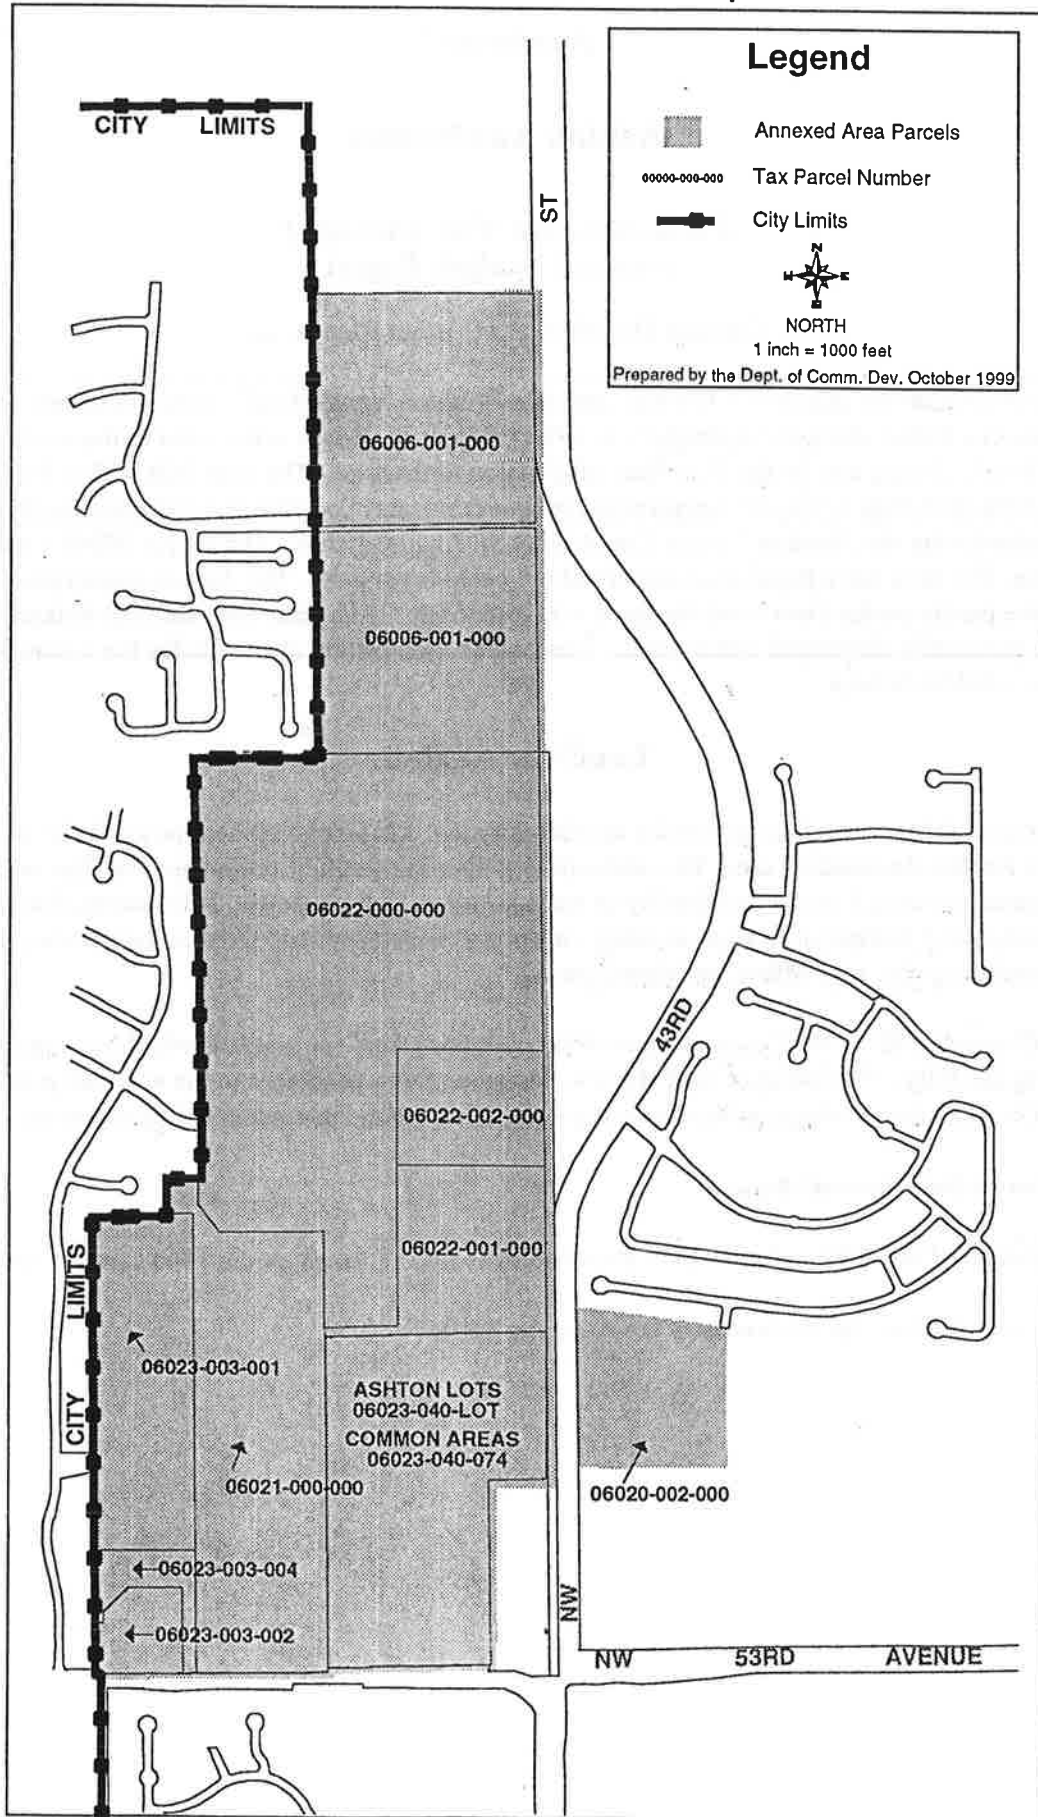 Legend
Annexed Area Parcels
00000-000-000 Tax Parcel Number
City Limits
N
W E
S
NORTH
1 inch = 1000 feet
Prepared by the Dept. of Comm. Dev. October 1999
CITY LIMITS
ST
06006-001-000
06006-001-000
06022-000-000
43RD
06022-002-000
06022-001-000
CITY LIMITS
06023-003-001
ASHTON LOTS
06023-040-LOT
COMMON AREAS
06023-040-074
06021-000-000
06020-002-000
06023-003-004
06023-003-002
NW
NW 53RD AVENUE